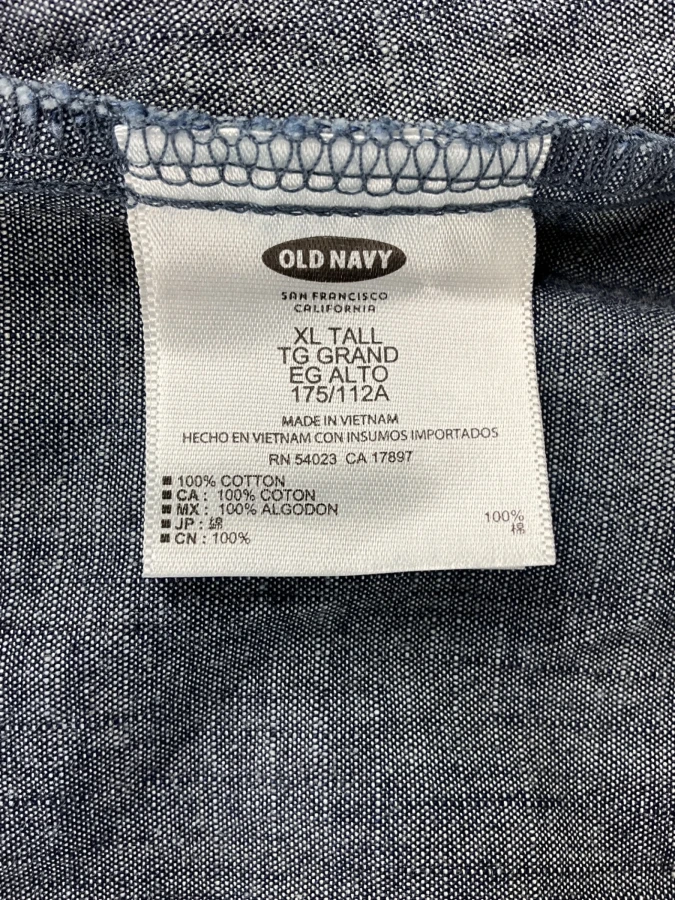 OLD NAVY
SAN FRANCISCO
CALIFORNIA
XL TALL
TG GRAND
EG ALTO
175/112A
MADE IN VIETNAM
HECHO EN VIETNAM CON INSUMOS IMPORTADOS
RN 54023 CA 17897
100% COTTON
CA : 100% COTON
MX : 100% ALGODON
JP : 綿 100%
CN : 100% 棉